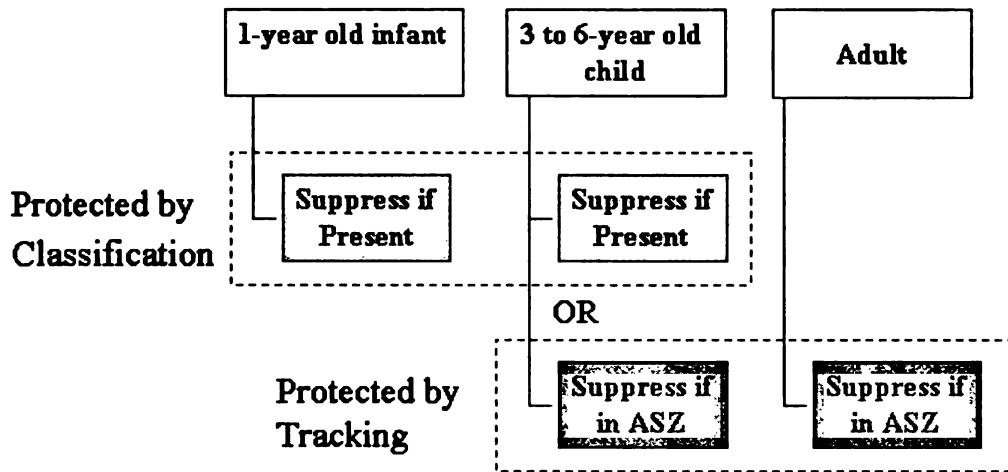 1-year old infant
3 to 6-year old
child
Adult
Protected by
Classification
Suppress if
Present
Suppress if
Present
OR
Protected by
Tracking
Suppress if
in ASZ
Suppress if
in ASZ